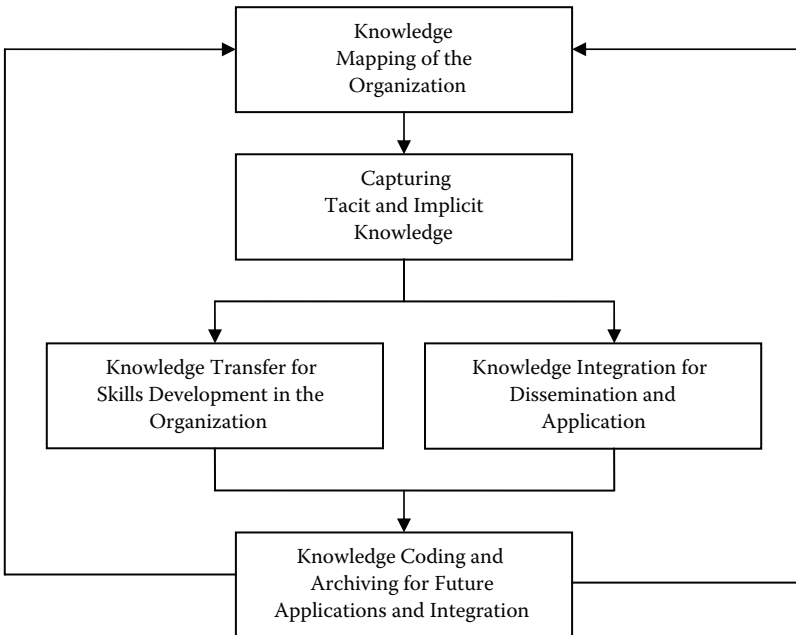 Knowledge
Mapping of the
Organization
Capturing
Tacit and Implicit
Knowledge
Knowledge Transfer for
Skills Development in the
Organization
Knowledge Integration for
Dissemination and
Application
Knowledge Coding and
Archiving for Future
Applications and Integration